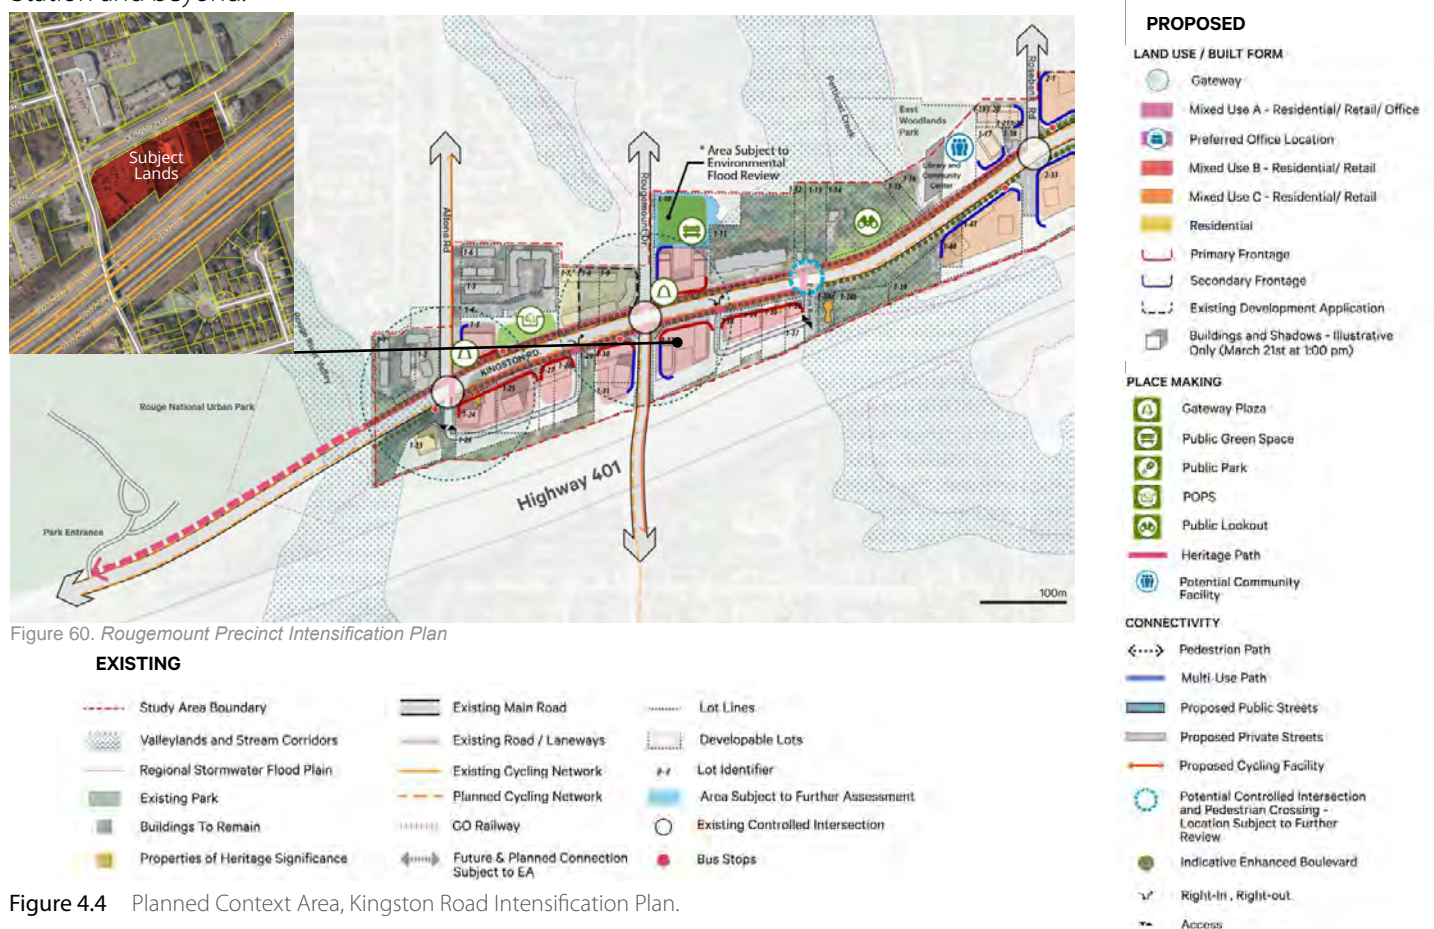 Station and beyond.
Subject
Lands
Altona Rd
Rougemount Dr
* Area Subject to
Environmental
Flood Review
Petticoat Creek
East
Woodlands
Park
Library and
Community
Center
Rosebank Rd
KINGSTON RD.
Rouge National Urban Park
Rouge River Valley
Park Entrance
Highway 401
100m
Figure 60. Rougemount Precinct Intensification Plan
EXISTING
Study Area Boundary
Valleylands and Stream Corridors
Regional Stormwater Flood Plain
Existing Park
Buildings To Remain
Properties of Heritage Significance
Existing Main Road
Existing Road / Laneways
Existing Cycling Network
Planned Cycling Network
GO Railway
Future & Planned Connection
Subject to EA
Lot Lines
Developable Lots
Lot Identifier
Area Subject to Further Assessment
Existing Controlled Intersection
Bus Stops
Figure 4.4 Planned Context Area, Kingston Road Intensification Plan.
PROPOSED
LAND USE / BUILT FORM
Gateway
Mixed Use A - Residential/ Retail/ Office
Preferred Office Location
Mixed Use B - Residential/ Retail
Mixed Use C - Residential/ Retail
Residential
Primary Frontage
Secondary Frontage
Existing Development Application
Buildings and Shadows - Illustrative
Only (March 21st at 1:00 pm)
PLACE MAKING
Gateway Plaza
Public Green Space
Public Park
POPS
Public Lookout
Heritage Path
Potential Community
Facility
CONNECTIVITY
Pedestrian Path
Multi-Use Path
Proposed Public Streets
Proposed Private Streets
Proposed Cycling Facility
Potential Controlled Intersection
and Pedestrian Crossing -
Location Subject to Further
Review
Indicative Enhanced Boulevard
Right-In , Right-out
Access